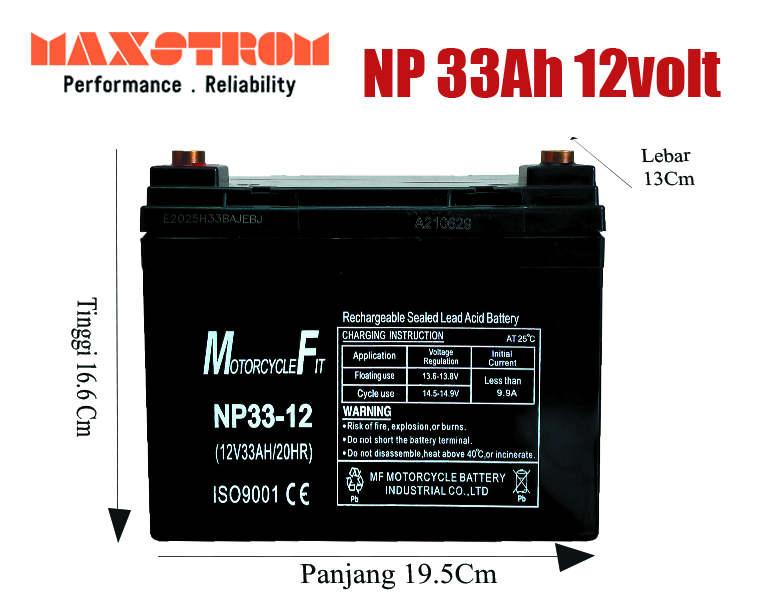 MAXSTROM
Performance . Reliability
NP 33Ah 12volt
Lebar
13Cm
E2025H33BAJEBJ
A210629
Tinggi 16.6 Cm
MOTORCYCLEFIT
NP33-12
(12V33AH/20HR)
ISO9001 CE
Rechargeable Sealed Lead Acid Battery
CHARGING INSTRUCTION AT 25°C
Application Voltage Regulation Initial Current
Floating use 13.6-13.8V Less than 9.9A
Cycle use 14.5-14.9V
WARNING
•Risk of fire, explosion,or burns.
•Do not short the battery terminal.
•Do not disassemble,heat above 40°C,or incinerate.
Pb MF MOTORCYCLE BATTERY Pb
INDUSTRIAL CO.,LTD
Panjang 19.5Cm